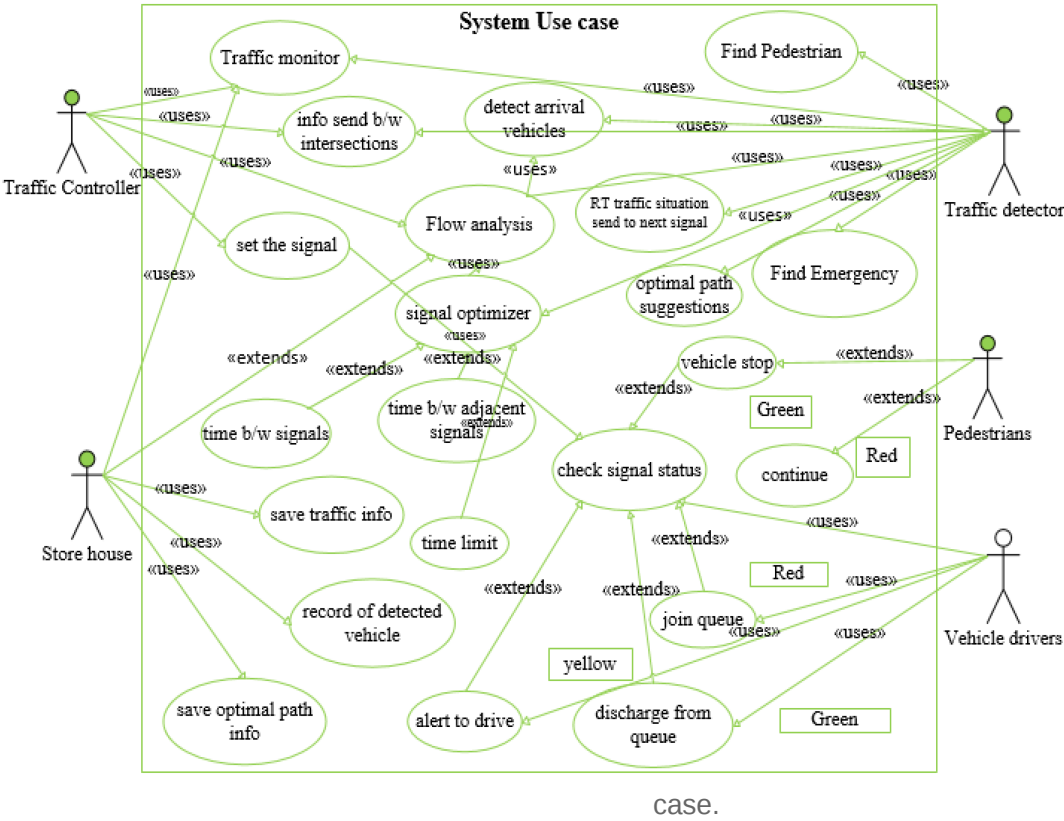 System Use case
Traffic monitor
Find Pedestrian
«uses»
«uses»
«uses»
info send b/w
intersections
detect arrival
vehicles
«uses»
«uses»
«uses»
Traffic Controller
«uses»
«uses»
«uses»
«uses»
«uses»
«uses»
«uses»
RT traffic situation
send to next signal
«uses»
Traffic detector
Flow analysis
«uses»
set the signal
«uses»
«uses»
Find Emergency
optimal path
suggestions
signal optimizer
«uses»
«extends»
«extends»
«extends»
vehicle stop
«extends»
«extends»
«extends»
Green
time b/w signals
time b/w adjacent
signals
«extends»
Pedestrians
Red
check signal status
continue
Store house
«uses»
save traffic info
«uses»
«uses»
time limit
«uses»
«extends»
«extends»
«extends»
Red
«uses»
record of detected
vehicle
join queue
«uses»
«uses»
Vehicle drivers
yellow
save optimal path
info
alert to drive
discharge from
queue
Green
case.